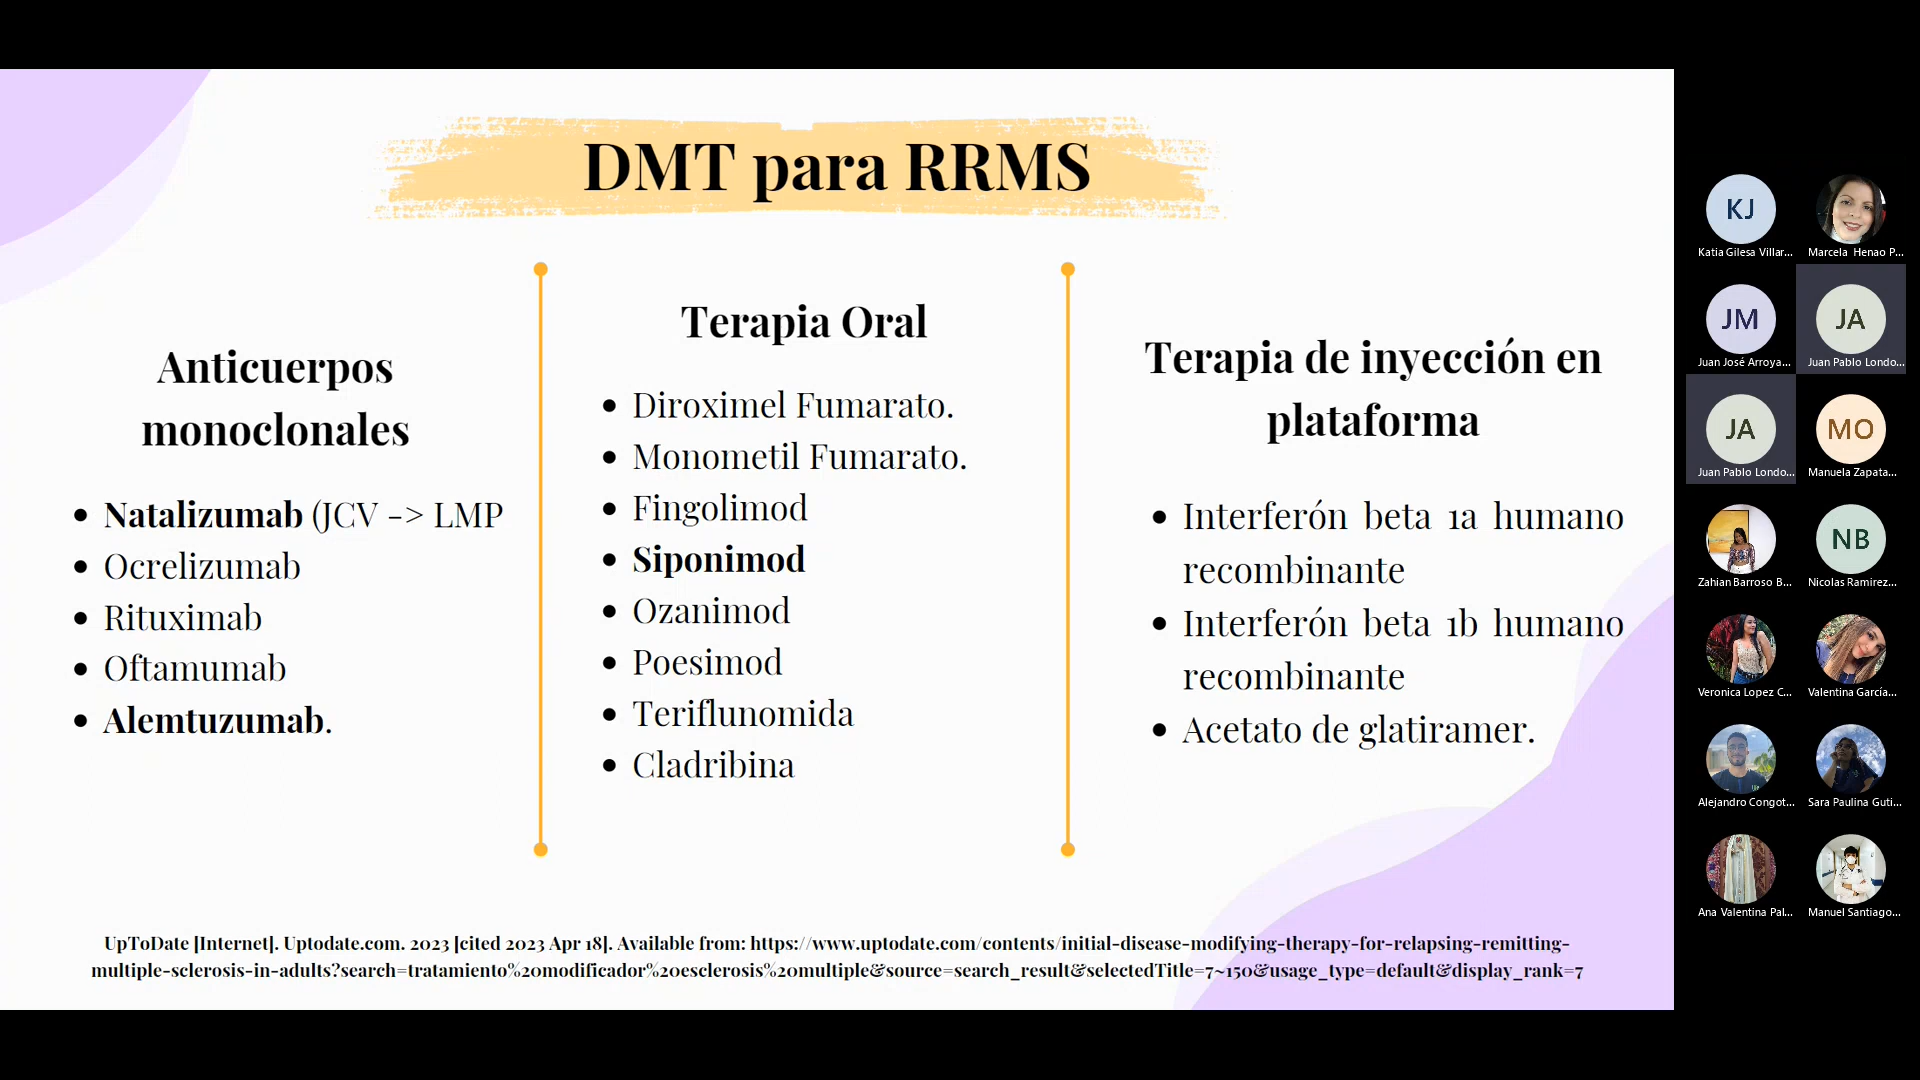 DMT para RRMS
Anticuerpos
monoclonales
• Natalizumab (JCV -> LMP
• Ocrelizumab
• Rituximab
• Oftamumab
• Alemtuzumab.
Terapia Oral
• Diroximel Fumarato.
• Monometil Fumarato.
• Fingolimod
• Siponimod
• Ozanimod
• Poesimod
• Teriflunomida
• Cladribina
Terapia de inyección en
plataforma
• Interferón beta 1a humano
recombinante
• Interferón beta 1b humano
recombinante
• Acetato de glatiramer.
UpToDate [Internet]. Uptodate.com. 2023 [cited 2023 Apr 18]. Available from: https://www.uptodate.com/contents/initial-disease-modifying-therapy-for-relapsing-remitting-
multiple-sclerosis-in-adults?search=tratamiento%20modificador%20esclerosis%20multiple&source=search_result&selectedTitle=7~150&usage_type=default&display_rank=7
KJ
Katia Gilesa Villar...
Marcela Henao P...
JM
Juan José Arroya...
JA
Juan Pablo Londo...
JA
Juan Pablo Londo...
MO
Manuela Zapata...
Zahian Barroso B...
NB
Nicolas Ramirez...
Veronica Lopez C...
Valentina García...
Alejandro Congot...
Sara Paulina Guti...
Ana Valentina Pal...
Manuel Santiago...